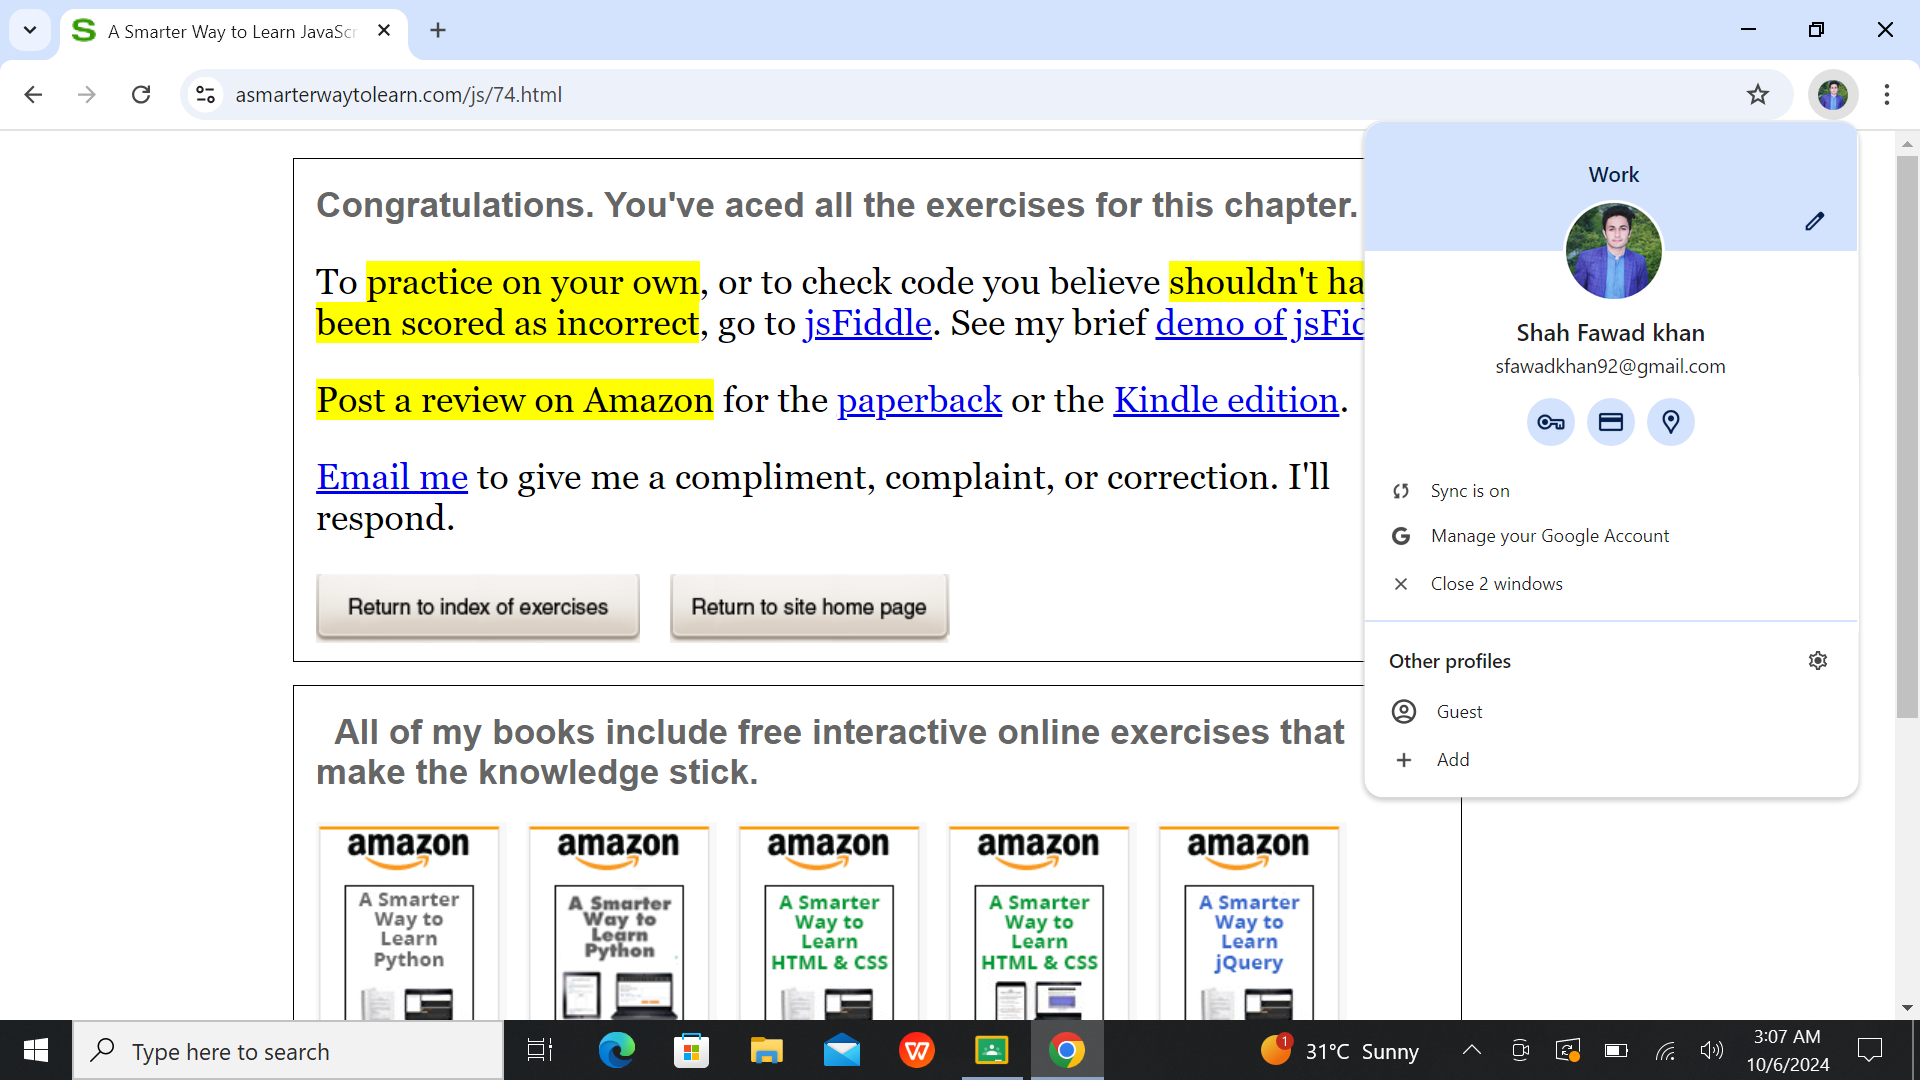 A Smarter Way to Learn JavaScr
asmarterwaytolearn.com/js/74.html
Congratulations. You've aced all the exercises for this chapter.
To practice on your own, or to check code you believe shouldn't ha
been scored as incorrect, go to jsFiddle. See my brief demo of jsFid
Post a review on Amazon for the paperback or the Kindle edition.
Email me to give me a compliment, complaint, or correction. I'll
respond.
Return to index of exercises
Return to site home page
Work
Shah Fawad khan
sfawadkhan92@gmail.com
Sync is on
Manage your Google Account
Close 2 windows
Other profiles
Guest
Add
All of my books include free interactive online exercises that
make the knowledge stick.
amazon
A Smarter
Way to
Learn
Python
amazon
A Smarter
Way to
Learn
Python
amazon
A Smarter
Way to
Learn
HTML & CSS
amazon
A Smarter
Way to
Learn
HTML & CSS
amazon
A Smarter
Way to
Learn
jQuery
Type here to search
1
31°C Sunny
3:07 AM
10/6/2024